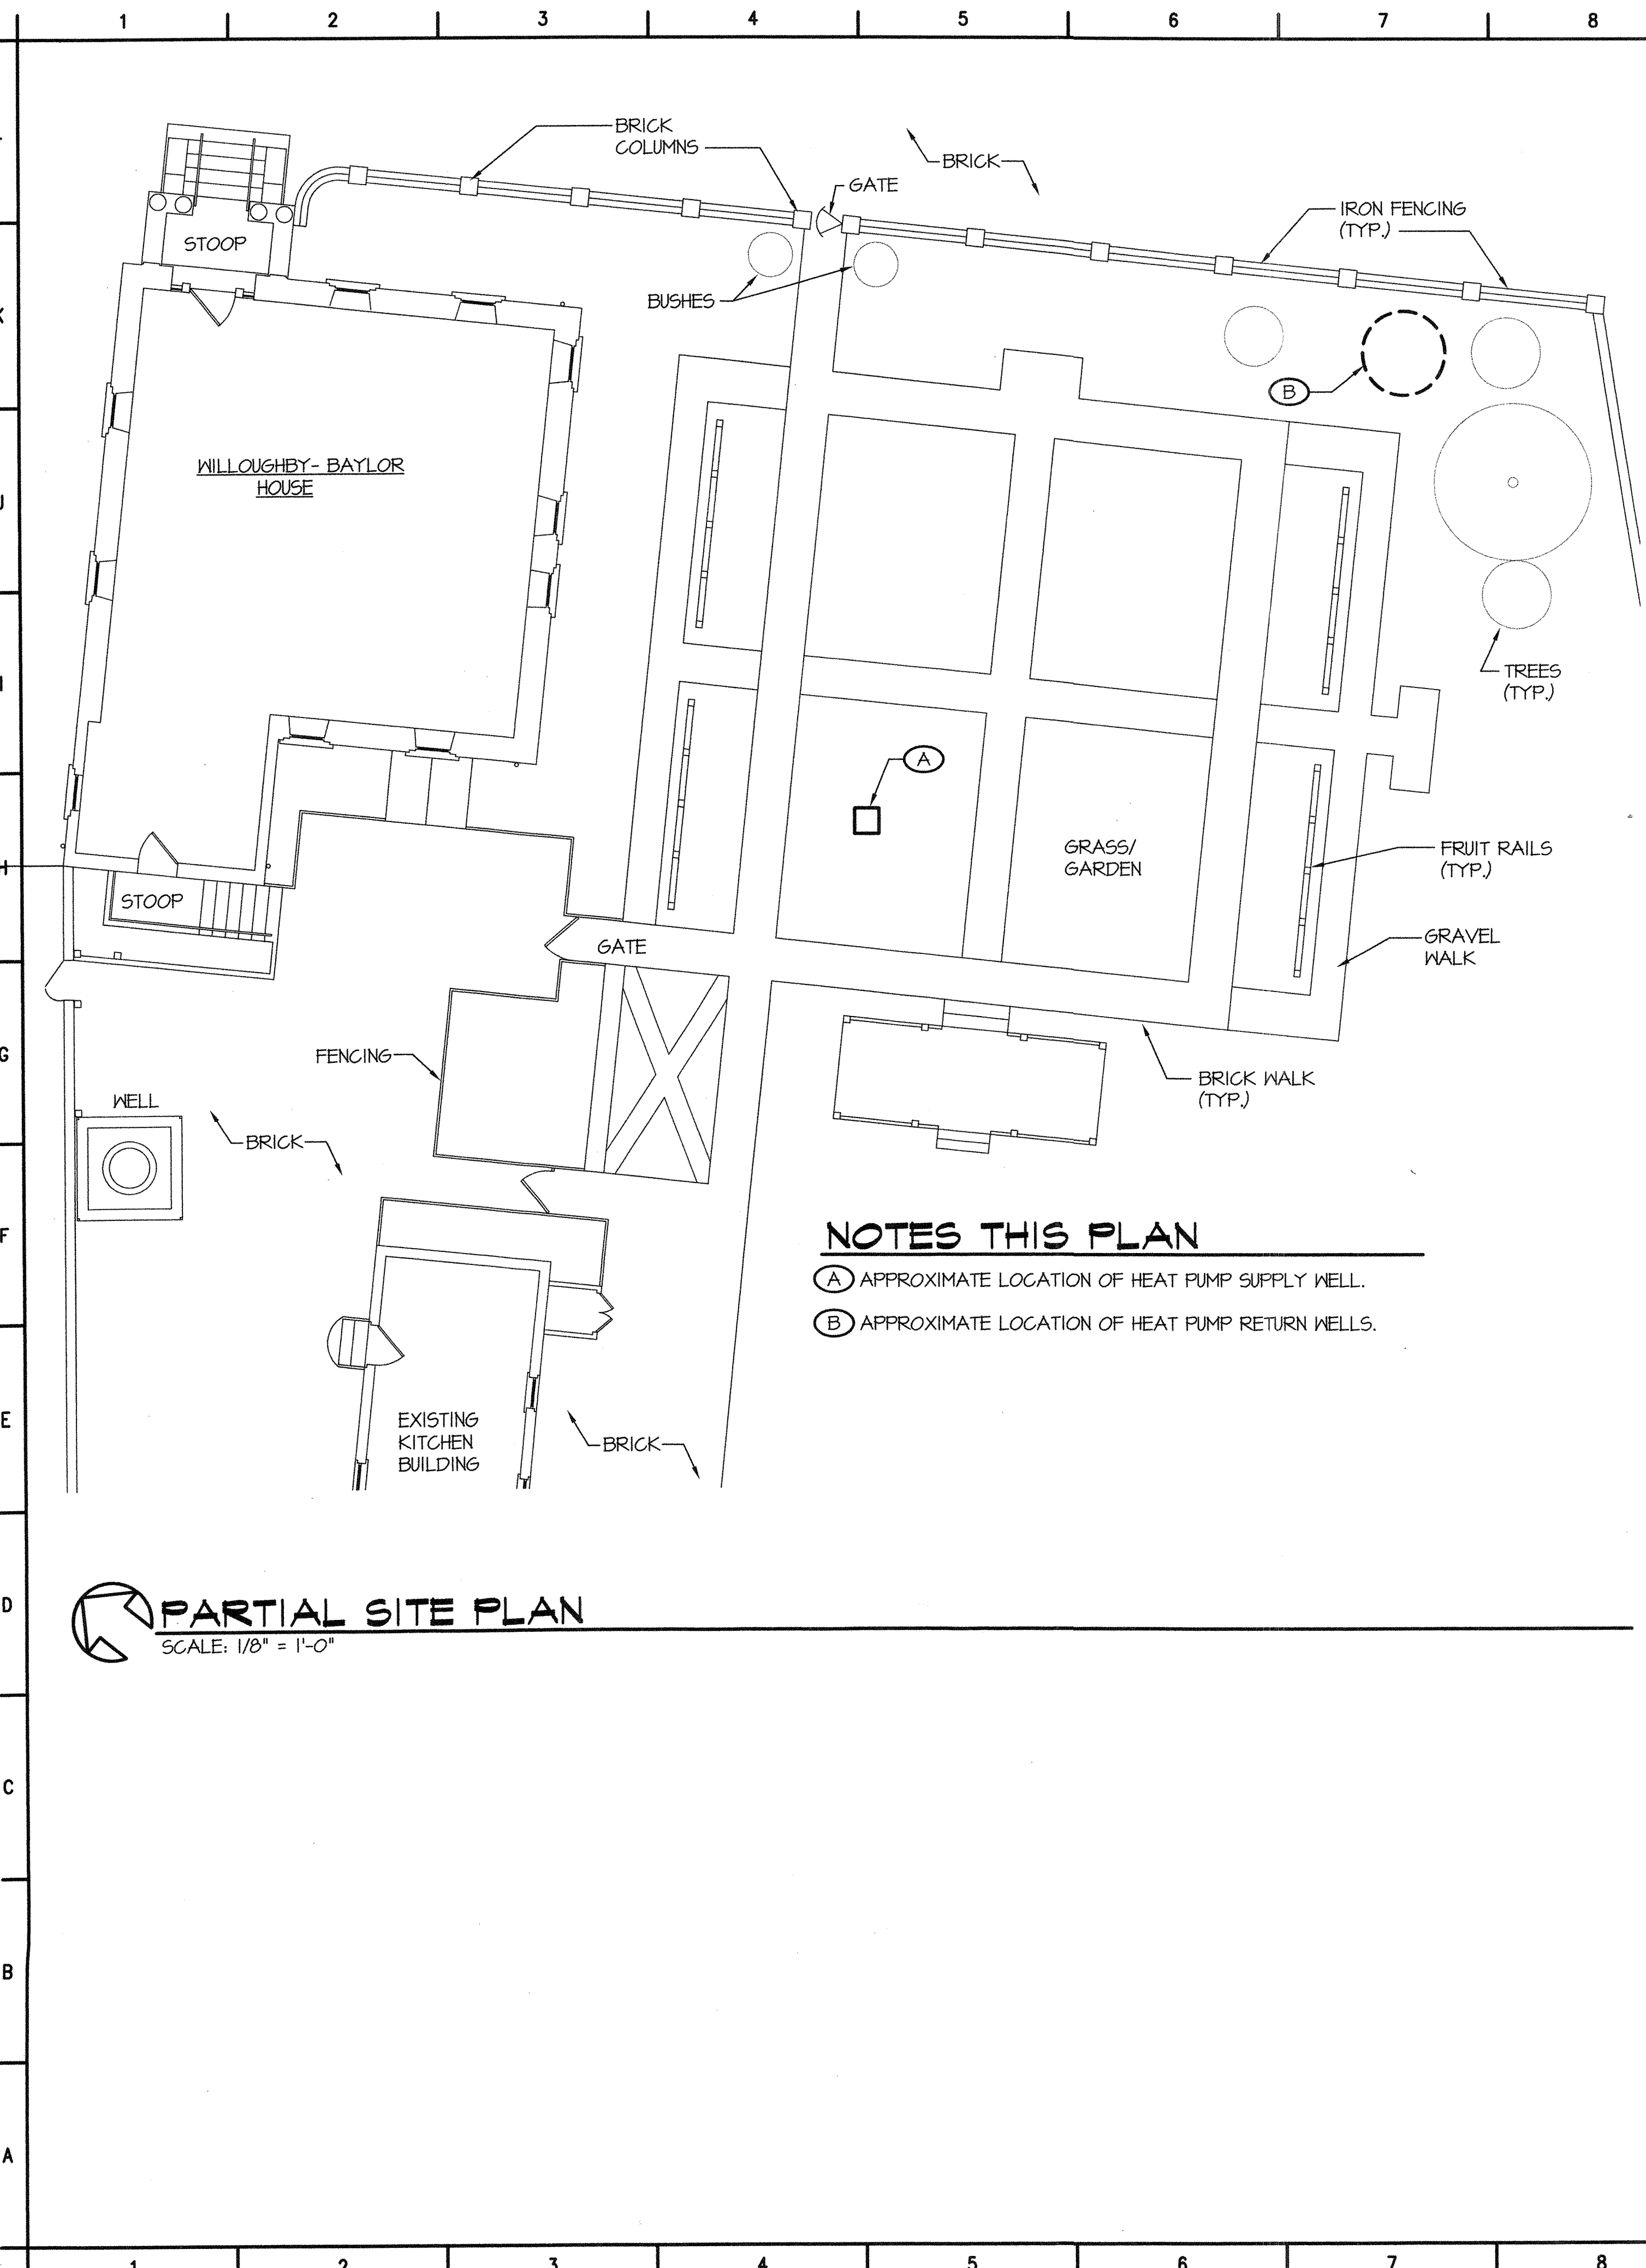 1 2 3 4 5 6 7 8
BRICK
COLUMNS
BRICK
GATE
IRON FENCING
(TYP.)
STOOP
BUSHES
K
B
WILLOUGHBY- BAYLOR
HOUSE
J
TREES
(TYP.)
I
A
GRASS/
GARDEN
FRUIT RAILS
(TYP.)
H
STOOP
GATE
GRAVEL
WALK
G
FENCING
BRICK WALK
(TYP.)
WELL
BRICK
F
NOTES THIS PLAN
A APPROXIMATE LOCATION OF HEAT PUMP SUPPLY WELL.
B APPROXIMATE LOCATION OF HEAT PUMP RETURN WELLS.
E
EXISTING
KITCHEN
BUILDING
BRICK
D
PARTIAL SITE PLAN
SCALE: 1/8" = 1'-0"
C
B
A
1 2 3 4 5 6 7 8